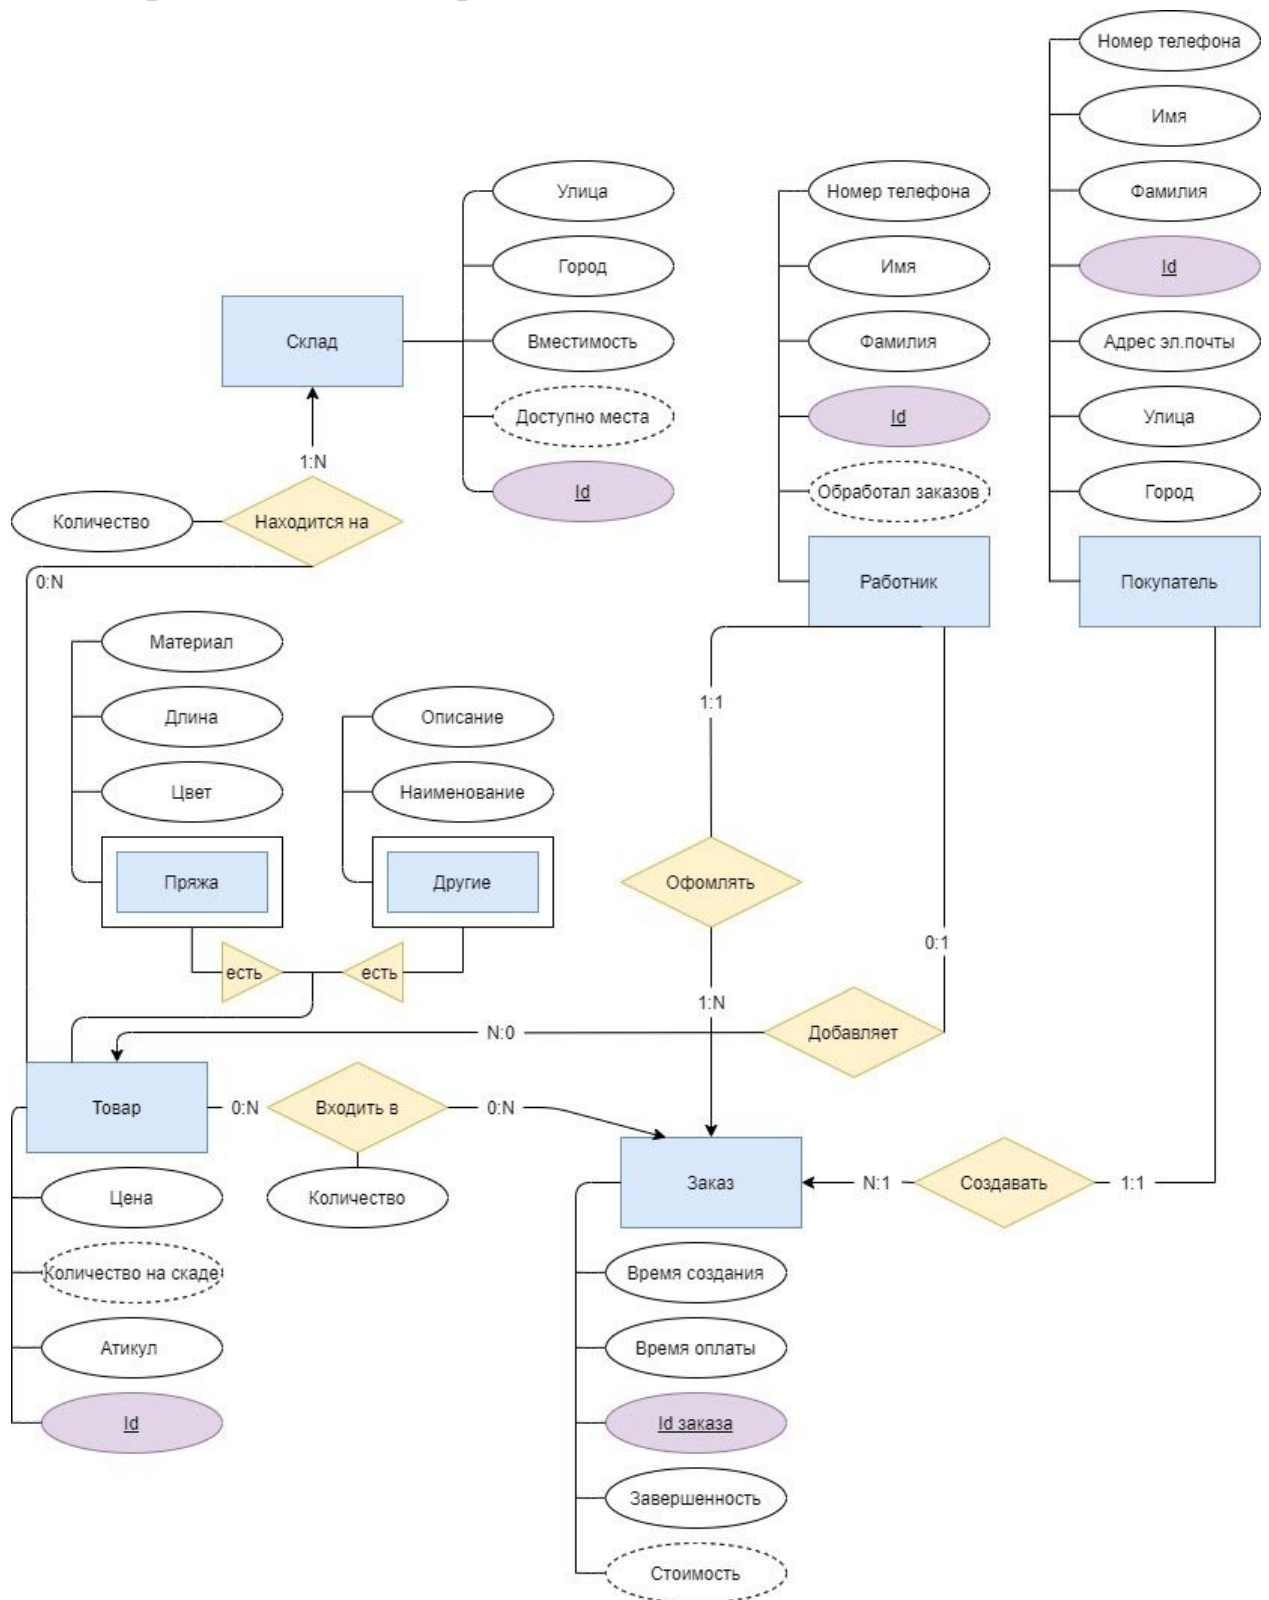 Номер телефона
Имя
Фамилия
Id
Адрес эл.почты
Улица
Город
Покупатель
Номер телефона
Имя
Фамилия
Id
Обработал заказов
Работник
Улица
Город
Вместимость
Доступно места
Id
Склад
1:N
Количество
Находится на
0:N
Материал
Длина
Цвет
Пряжа
Описание
Наименование
Другие
есть
есть
1:1
Офомлять
1:N
0:1
Добавляет
N:0
Товар
0:N
Входить в
0:N
Количество
Цена
Количество на скаде
Атикул
Id
Заказ
N:1
Создавать
1:1
Время создания
Время оплаты
Id заказа
Завершенность
Стоимость